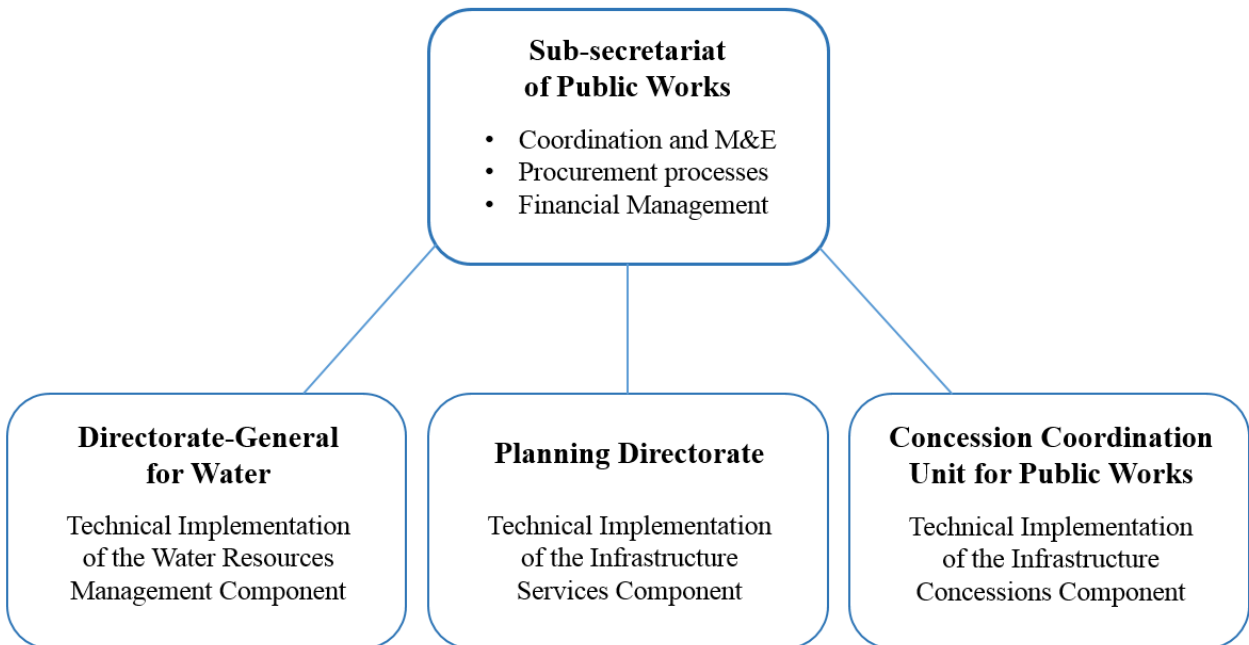 Sub-secretariat
of Public Works
• Coordination and M&E
• Procurement processes
• Financial Management
Directorate-General
for Water
Technical Implementation
of the Water Resources
Management Component
Planning Directorate
Technical Implementation
of the Infrastructure
Services Component
Concession Coordination
Unit for Public Works
Technical Implementation
of the Infrastructure
Concessions Component